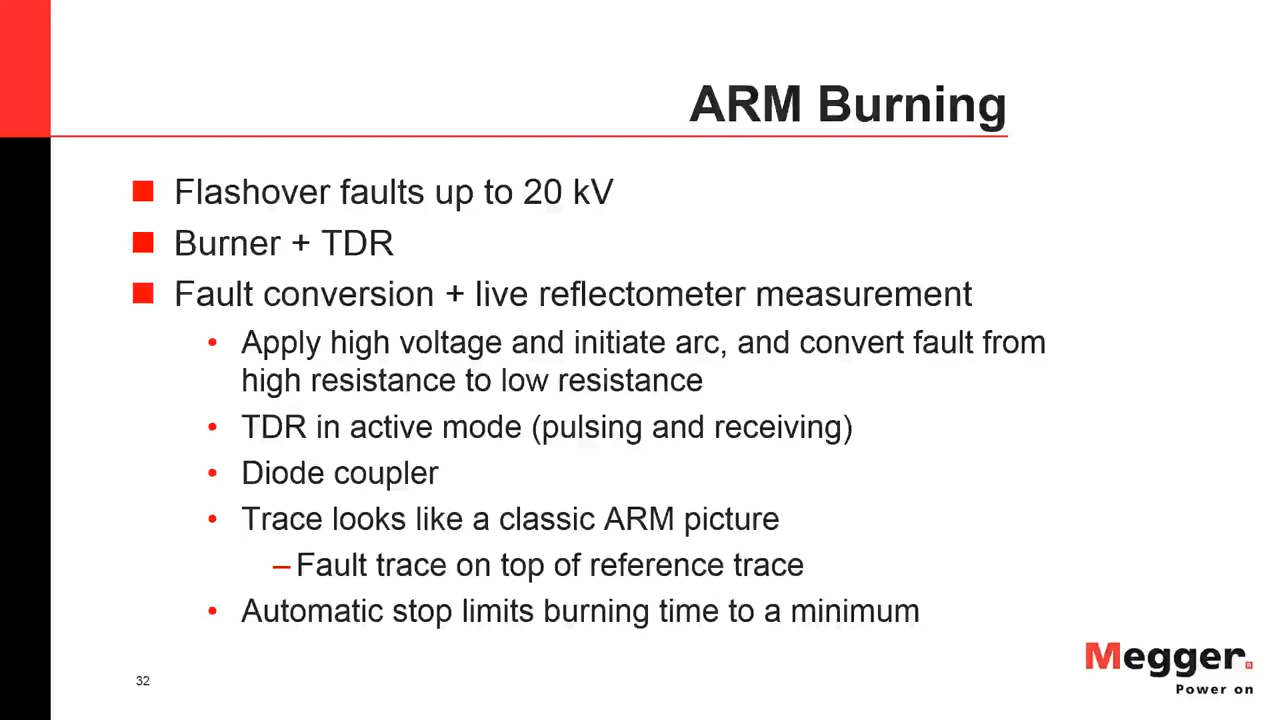 ARM Burning
Flashover faults up to 20 kV
Burner + TDR
Fault conversion + live reflectometer measurement
• Apply high voltage and initiate arc, and convert fault from
high resistance to low resistance
• TDR in active mode (pulsing and receiving)
• Diode coupler
• Trace looks like a classic ARM picture
– Fault trace on top of reference trace
• Automatic stop limits burning time to a minimum
32
Megger®
Power on